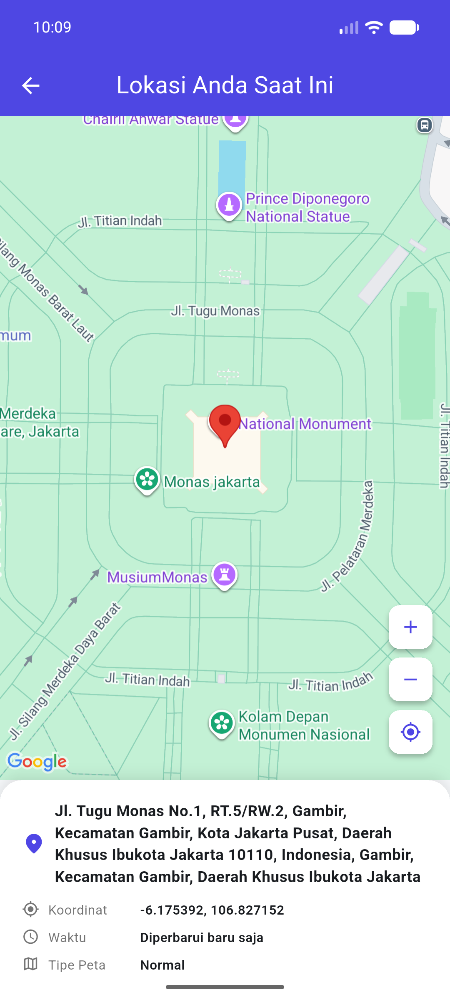 10:09
Lokasi Anda Saat Ini
Chairil Anwar Statue
Prince Diponegoro
National Statue
Jl. Titian Indah
Silang Monas Barat Laut
Jl. Tugu Monas
mum
Merdeka
are, Jakarta
National Monument
Jl. Titian Indah
Monas jakarta
Jl. Pelataran Merdeka
MusiumMonas
Jl. Silang Merdeka Daya Barat
Jl. Titian Indah
Jl. Titian Indah
Kolam Depan
Monumen Nasional
Google
Jl. Tugu Monas No.1, RT.5/RW.2, Gambir,
Kecamatan Gambir, Kota Jakarta Pusat, Daerah
Khusus Ibukota Jakarta 10110, Indonesia, Gambir,
Kecamatan Gambir, Daerah Khusus Ibukota Jakarta
Koordinat -6.175392, 106.827152
Waktu Diperbarui baru saja
Tipe Peta Normal